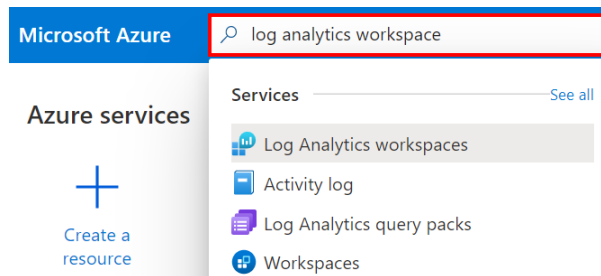 Microsoft Azure
log analytics workspace
Azure services
Create a
resource
Services
See all
Log Analytics workspaces
Activity log
Log Analytics query packs
Workspaces